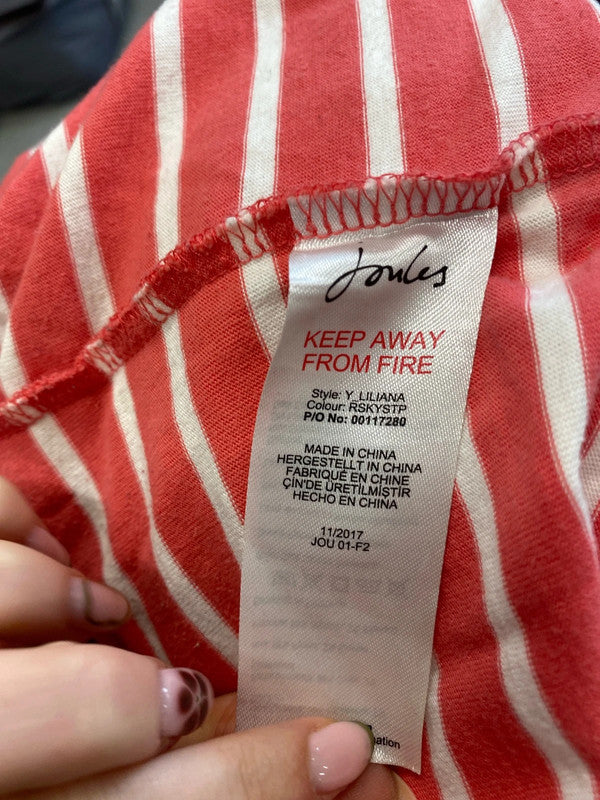 Joules
KEEP AWAY
FROM FIRE
Style: Y_LILIANA
Colour: RSKYSTP
P/O No: 00117280
MADE IN CHINA
HERGESTELLT IN CHINA
FABRIQUÉ EN CHINE
ÇİN'DE ÜRETİLMİŞTİR
HECHO EN CHINA
11/2017
JOU 01-F2